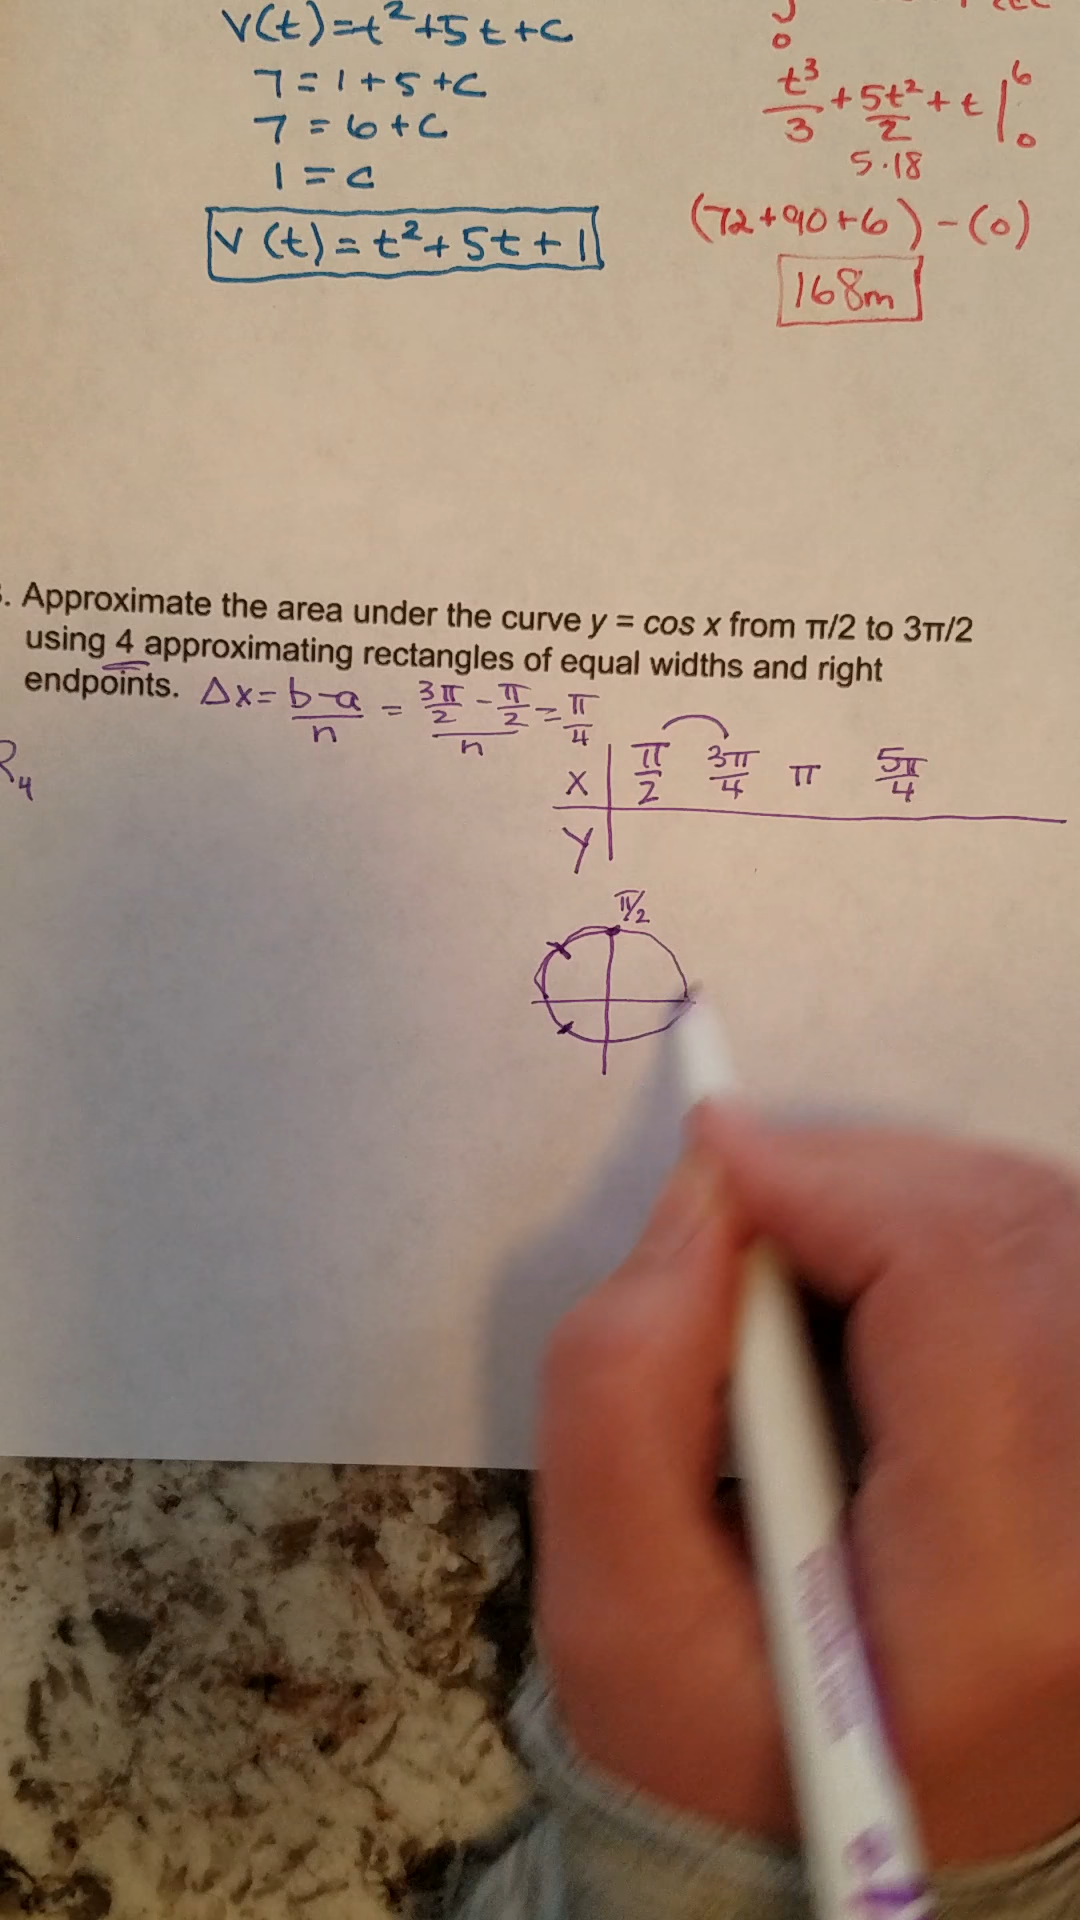 V(t)=t²+5t+C
7=1+5+C
7=6+C
1=C
V(t)=t²+5t+1
0
t³/3+5t²/2+t|⁶₀
5·18
(72+90+6)-(0)
168m
. Approximate the area under the curve y = cos x from π/2 to 3π/2
using 4 approximating rectangles of equal widths and right
endpoints. Δx=b-a/n = 3π/2-π/2/n=π/4
R₄
X π/2 3π/4 π 5π/4
Y
π/2